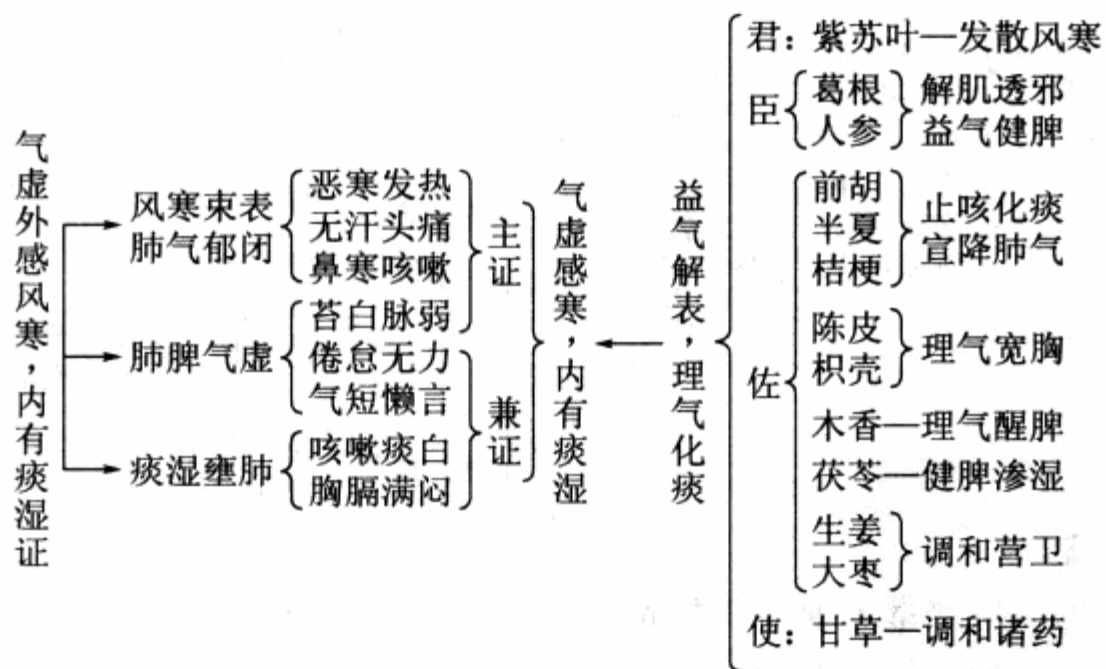 气虚外感风寒，内有痰湿证
风寒束表
肺气郁闭
恶寒发热
无汗头痛
鼻寒咳嗽
肺脾气虚
苔白脉弱
倦怠无力
气短懒言
痰湿壅肺
咳嗽痰白
胸膈满闷
主证
兼证
气虚感寒，内有痰湿
益气解表，理气化痰
君：紫苏叶—发散风寒
臣
葛根
人参
解肌透邪
益气健脾
佐
前胡
半夏
桔梗
止咳化痰
宣降肺气
陈皮
枳壳
理气宽胸
木香—理气醒脾
茯苓—健脾渗湿
生姜
大枣
调和营卫
使：甘草—调和诸药